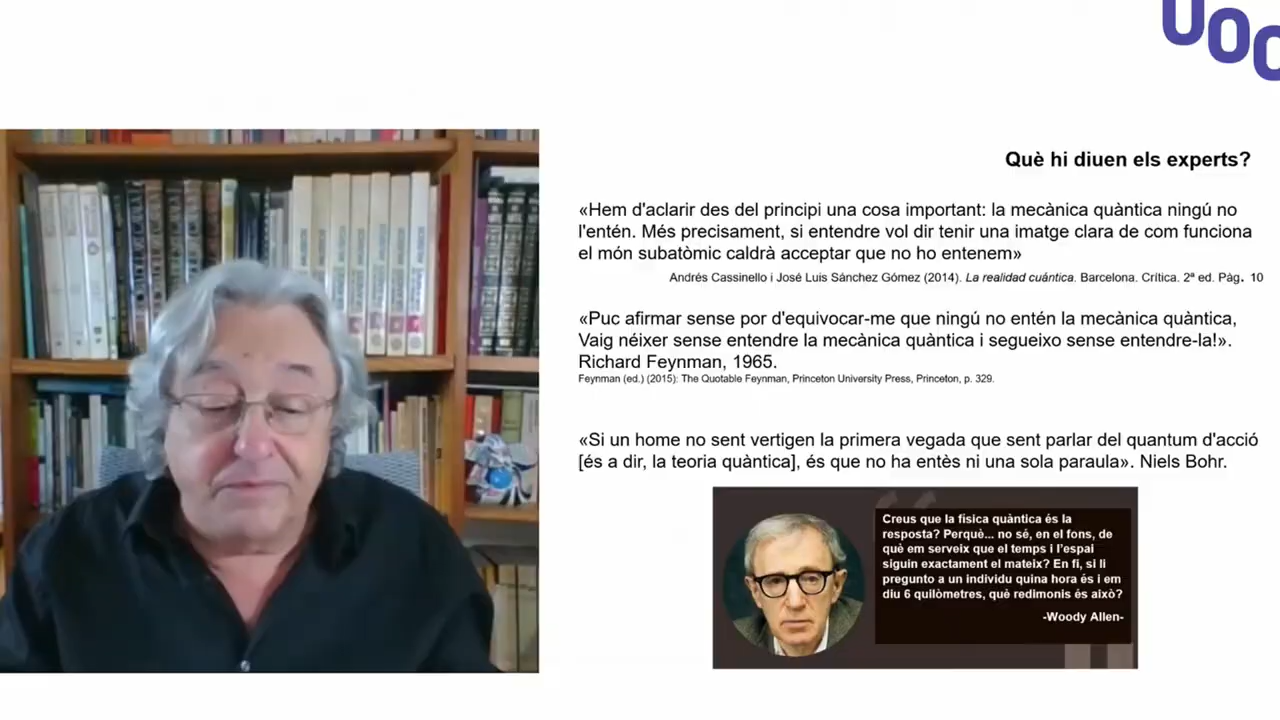 UOC
Què hi diuen els experts?
«Hem d'aclarir des del principi una cosa important: la mecànica quàntica ningú no
l'entén. Més precisament, si entendre vol dir tenir una imatge clara de com funciona
el món subatòmic caldrà acceptar que no ho entenem»
Andrés Cassinello i José Luis Sánchez Gómez (2014). La realidad cuántica. Barcelona. Crítica. 2ª ed. Pàg. 10
«Puc afirmar sense por d'equivocar-me que ningú no entén la mecànica quàntica,
Vaig néixer sense entendre la mecànica quàntica i segueixo sense entendre-la!».
Richard Feynman, 1965.
Feynman (ed.) (2015): The Quotable Feynman, Princeton University Press, Princeton, p. 329.
«Si un home no sent vertigen la primera vegada que sent parlar del quantum d'acció
[és a dir, la teoria quàntica], és que no ha entès ni una sola paraula». Niels Bohr.
Creus que la física quàntica és la
resposta? Perquè... no sé, en el fons, de
què em serveix que el temps i l'espai
siguin exactament el mateix? En fi, si li
pregunto a un individu quina hora és i em
diu 6 quilòmetres, què redimonis és això?
-Woody Allen-